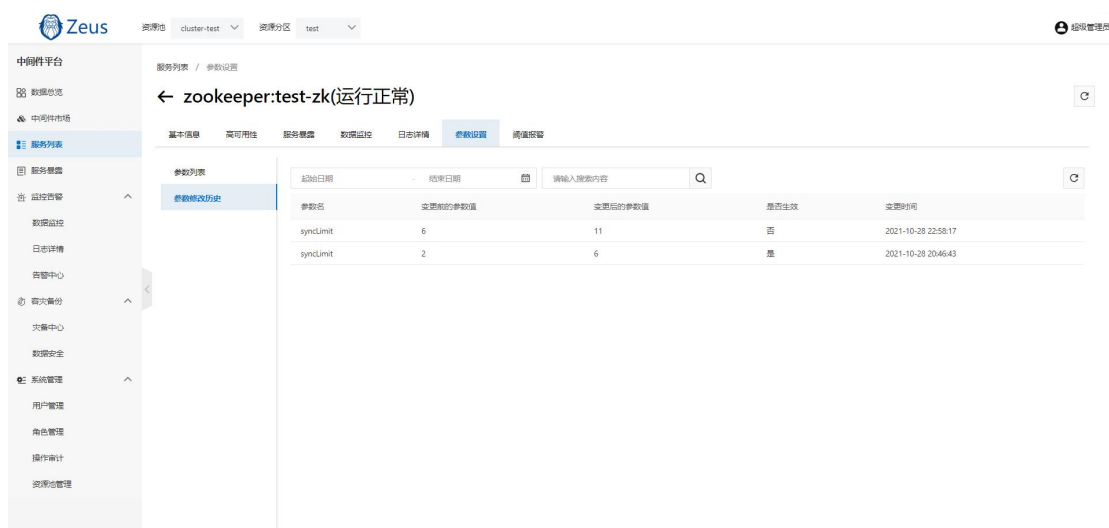 Zeus
资源池 cluster-test 资源分区 test 超级管理员
中间件平台
数据总览
中间件市场
服务列表
服务暴露
监控告警
数据监控
日志详情
告警中心
容灾备份
灾备中心
数据安全
系统管理
用户管理
角色管理
操作审计
资源池管理
服务列表 / 参数设置
← zookeeper:test-zk(运行正常)
基本信息 高可用性 服务暴露 数据监控 日志详情 参数设置 阈值报警
参数列表
参数修改历史
起始日期 - 结束日期 请输入搜索内容
参数名 变更前的参数值 变更后的参数值 是否生效 变更时间
syncLimit 6 11 否 2021-10-28 22:58:17
syncLimit 2 6 是 2021-10-28 20:46:43